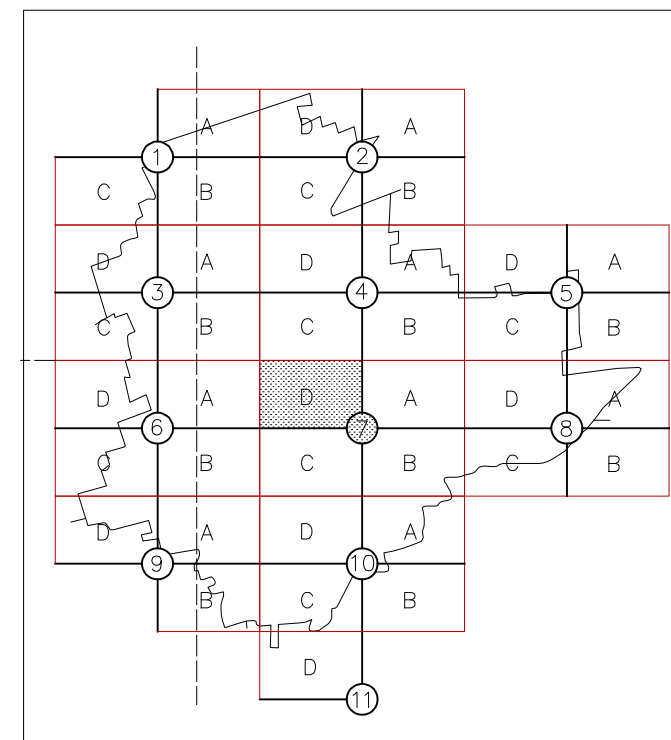 A D A
1 2
C B C B
D A D A D A
3 4 5
C B C B C B
D A D A D A
6 7 8
C B C B C B
D A D A
9 10
B C B
D
11